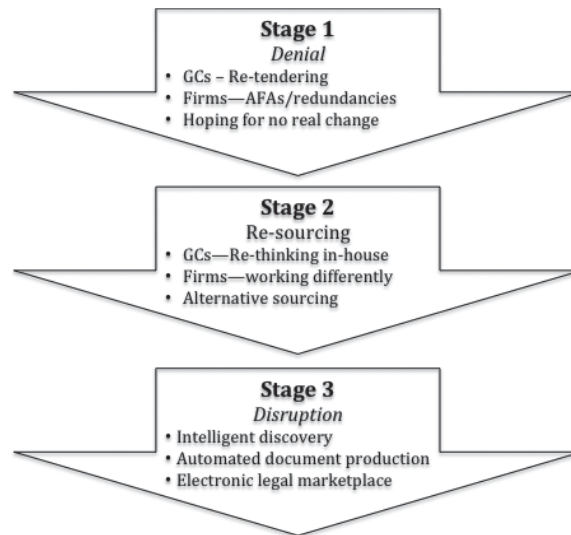 Stage 1
Denial
• GCs – Re-tendering
• Firms—AFAs/redundancies
• Hoping for no real change
Stage 2
Re-sourcing
• GCs—Re-thinking in-house
• Firms—working differently
• Alternative sourcing
Stage 3
Disruption
• Intelligent discovery
• Automated document production
• Electronic legal marketplace